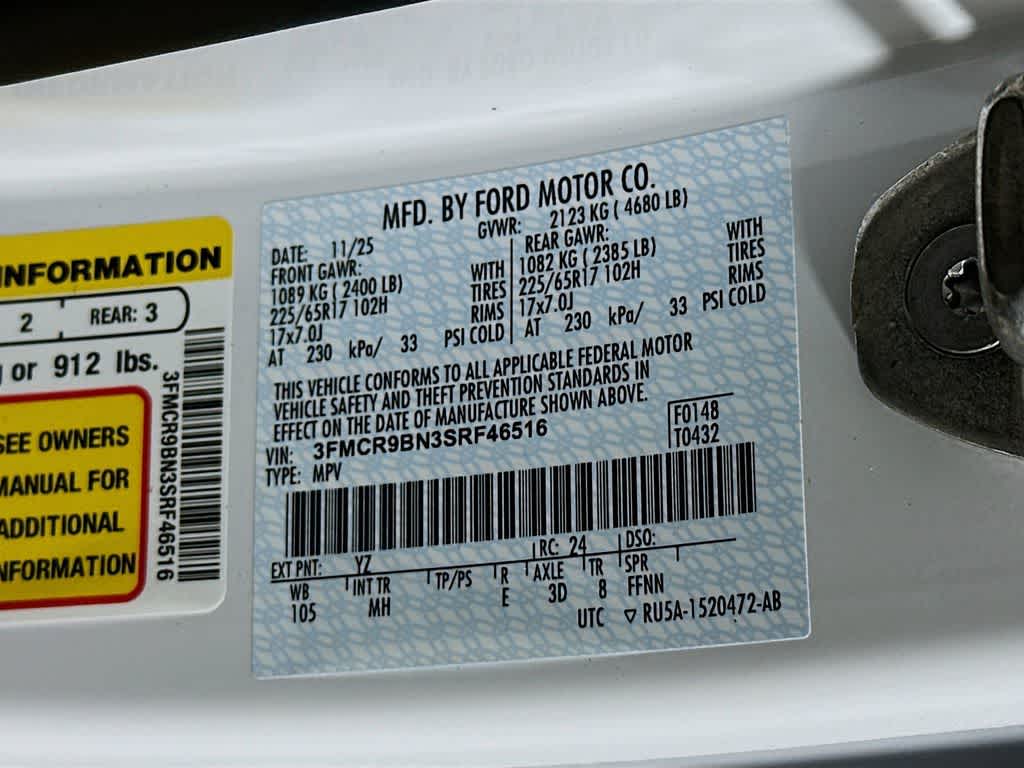 INFORMATION
2 REAR: 3
or 912 lbs.
SEE OWNERS
MANUAL FOR
ADDITIONAL
INFORMATION
3FMCR9BN3SRF46516
MFD. BY FORD MOTOR CO.
DATE: 11/25 GVWR: 2123 KG ( 4680 LB)
FRONT GAWR: REAR GAWR:
1089 KG ( 2400 LB) WITH 1082 KG ( 2385 LB) WITH
225/65R17 102H TIRES 225/65R17 102H TIRES
17x7.0J RIMS 17x7.0J RIMS
AT 230 kPa/ 33 PSI COLD AT 230 kPa/ 33 PSI COLD
THIS VEHICLE CONFORMS TO ALL APPLICABLE FEDERAL MOTOR
VEHICLE SAFETY AND THEFT PREVENTION STANDARDS IN
EFFECT ON THE DATE OF MANUFACTURE SHOWN ABOVE.
VIN: 3FMCR9BN3SRF46516 F0148
TYPE: MPV T0432
EXT PNT: YZ RC: 24 DSO:
WB INT TR TP/PS R AXLE TR SPR
105 MH E 3D 8 FFNN
UTC ▽ RU5A-1520472-AB